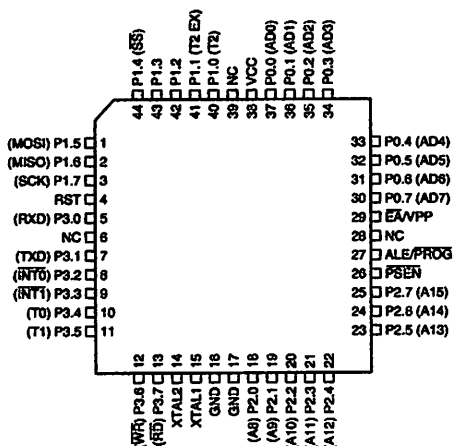 P1.4 (SS)
P1.3
P1.2
P1.1 (T2 EX)
P1.0 (T2)
NC
VCC
P0.0 (AD0)
P0.1 (AD1)
P0.2 (AD2)
P0.3 (AD3)
44 43 42 41 40 39 38 37 36 35 34
(MOSI) P1.5 1
(MISO) P1.6 2
(SCK) P1.7 3
RST 4
(RXD) P3.0 5
NC 6
(TXD) P3.1 7
(INT0) P3.2 8
(INT1) P3.3 9
(T0) P3.4 10
(T1) P3.5 11
33 P0.4 (AD4)
32 P0.5 (AD5)
31 P0.6 (AD6)
30 P0.7 (AD7)
29 EA/VPP
28 NC
27 ALE/PROG
26 PSEN
25 P2.7 (A15)
24 P2.6 (A14)
23 P2.5 (A13)
12 13 14 15 16 17 18 19 20 21 22
(WR) P3.6
(RD) P3.7
XTAL2
XTAL1
GND
GND
(A8) P2.0
(A9) P2.1
(A10) P2.2
(A11) P2.3
(A12) P2.4